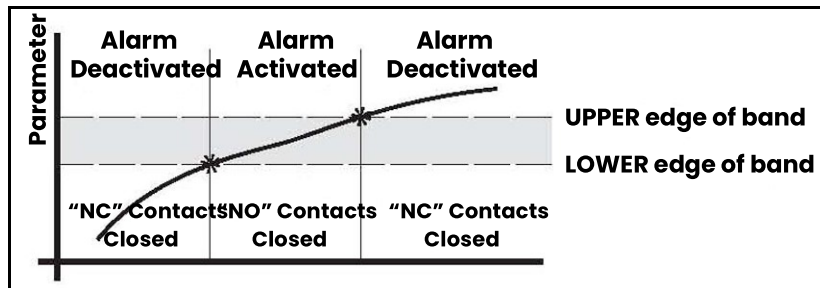 Parameter
Alarm
Deactivated
Alarm
Activated
Alarm
Deactivated
UPPER edge of band
LOWER edge of band
“NC” Contacts
Closed
“NO” Contacts
Closed
“NC” Contacts
Closed